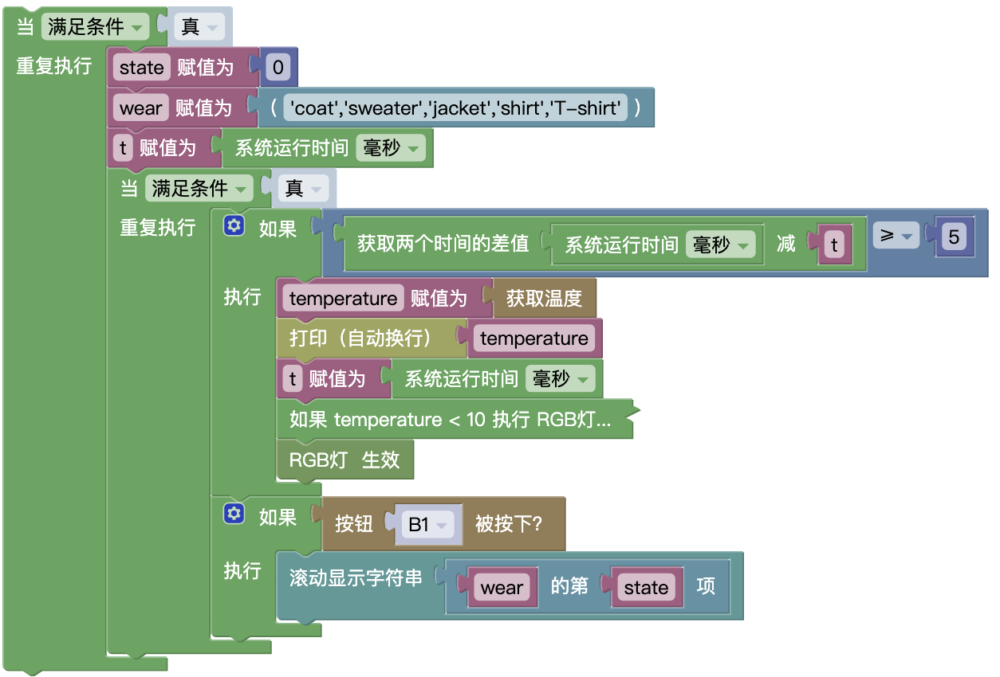 当 满足条件 真
重复执行
state 赋值为 0
wear 赋值为 ( 'coat','sweater','jacket','shirt','T-shirt' )
t 赋值为 系统运行时间 毫秒
当 满足条件 真
重复执行
如果 获取两个时间的差值 系统运行时间 毫秒 减 t ≥ 5
执行
temperature 赋值为 获取温度
打印（自动换行） temperature
t 赋值为 系统运行时间 毫秒
如果 temperature < 10 执行 RGB灯...
RGB灯 生效
如果 按钮 B1 被按下?
执行 滚动显示字符串 wear 的第 state 项